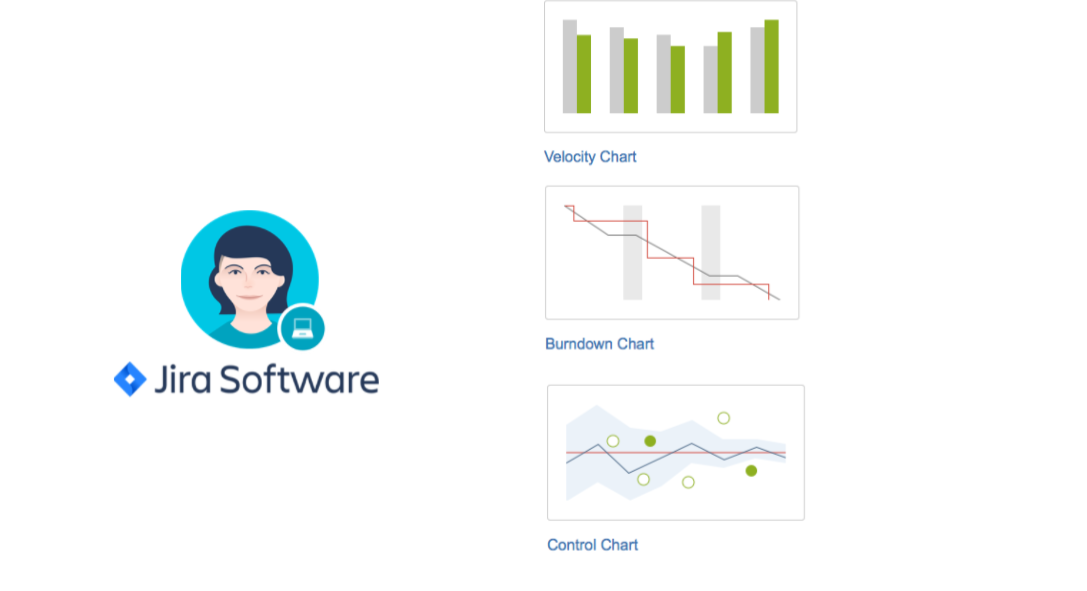 Jira Software
Velocity Chart
Burndown Chart
Control Chart